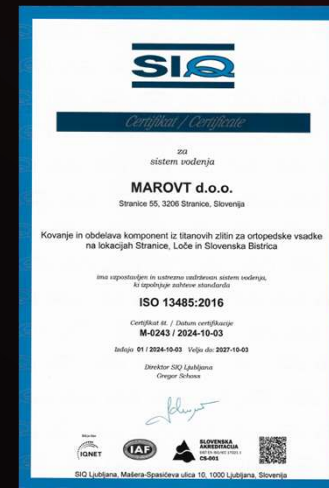 SIQ
Certifikat / Certificate
za
sistem vodenja
MAROVT d.o.o.
Stranice 55, 3206 Stranice, Slovenija
Kovanje in obdelava komponent iz titanovih zlitin za ortopedske vsadke
na lokacijah Stranice, Loče in Slovenska Bistrica
ima vzpostavljen in ustrezno vzdrževan sistem vodenja,
ki izpolnjuje zahteve standarda
ISO 13485:2016
Certifikat št. / Datum certifikacije
M-0243 / 2024-10-03
Izdaja 01 / 2024-10-03 Velja do: 2027-10-03
Direktor SIQ Ljubljana
Gregor Schoss
IQNET
IAF
SLOVENSKA
AKREDITACIJA
CS-001
SIQ Ljubljana, Mašera-Spasićeva ulica 10, 1000 Ljubljana, Slovenija